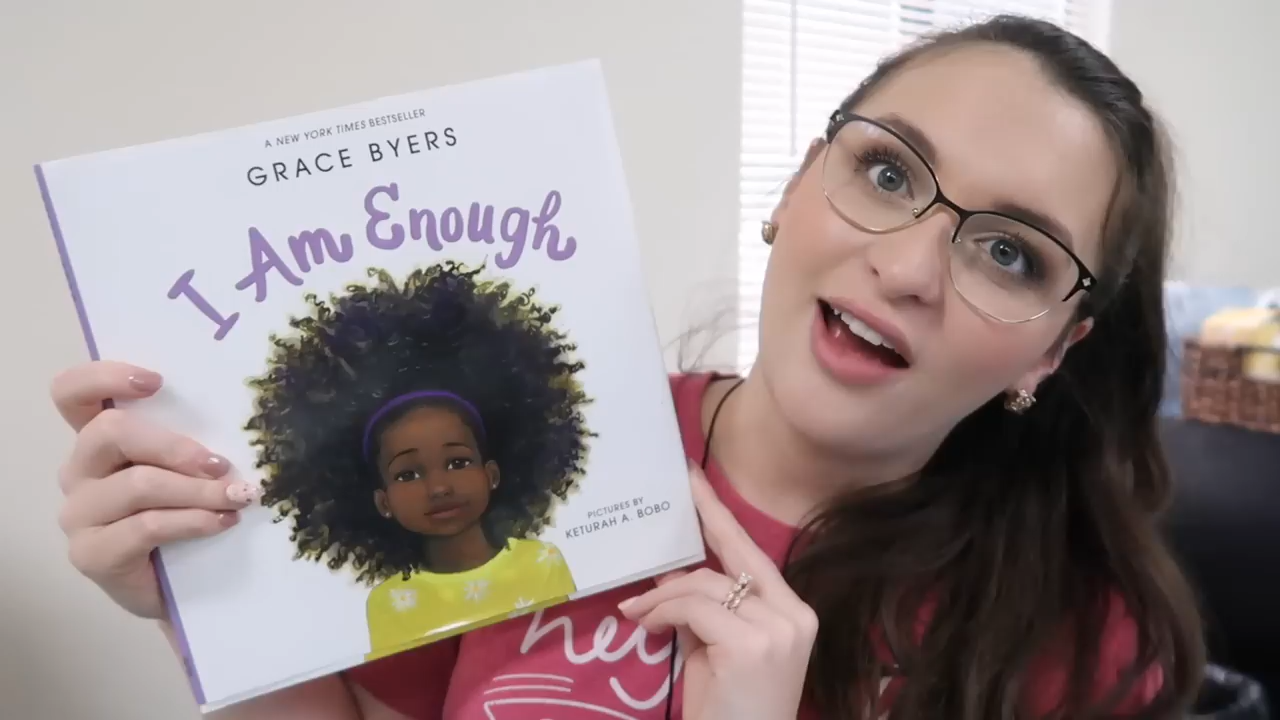 A NEW YORK TIMES BESTSELLER
GRACE BYERS
I Am Enough
PICTURES BY
KETURAH A. BOBO
hey